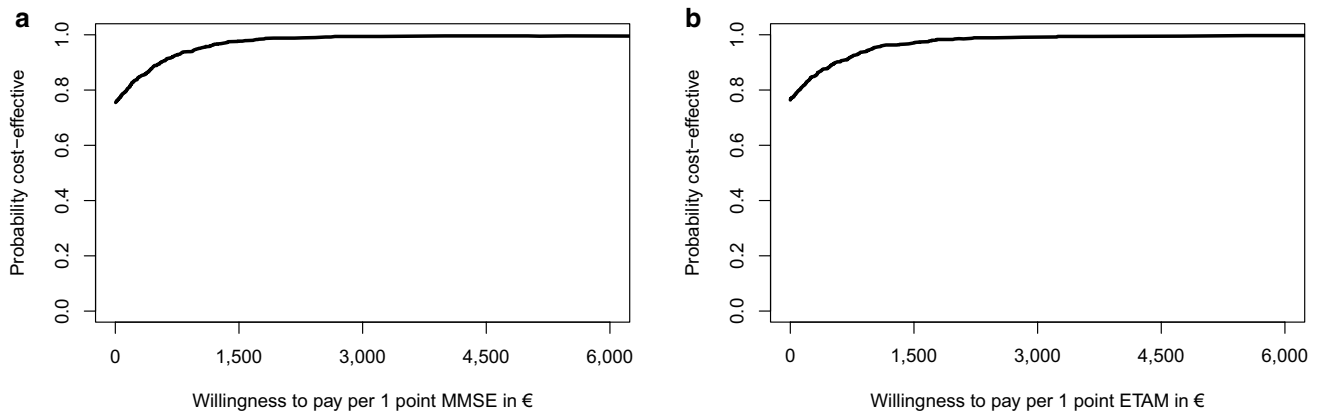 a
Probability cost−effective
1.0
0.8
0.6
0.4
0.2
0.0
0 1,500 3,000 4,500 6,000
Willingness to pay per 1 point MMSE in €
b
Probability cost−effective
1.0
0.8
0.6
0.4
0.2
0.0
0 1,500 3,000 4,500 6,000
Willingness to pay per 1 point ETAM in €